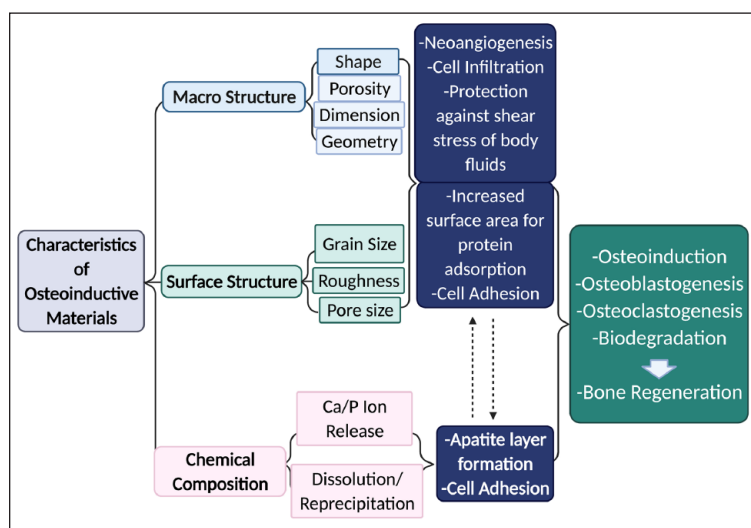 Characteristics
of
Osteoinductive
Materials
Macro Structure
Shape
Porosity
Dimension
Geometry
-Neoangiogenesis
-Cell Infiltration
-Protection
against shear
stress of body
fluids
Surface Structure
Grain Size
Roughness
Pore size
-Increased
surface area for
protein
adsorption
-Cell Adhesion
Chemical
Composition
Ca/P Ion
Release
Dissolution/
Reprecipitation
-Apatite layer
formation
-Cell Adhesion
-Osteoinduction
-Osteoblastogenesis
-Osteoclastogenesis
-Biodegradation
-Bone Regeneration